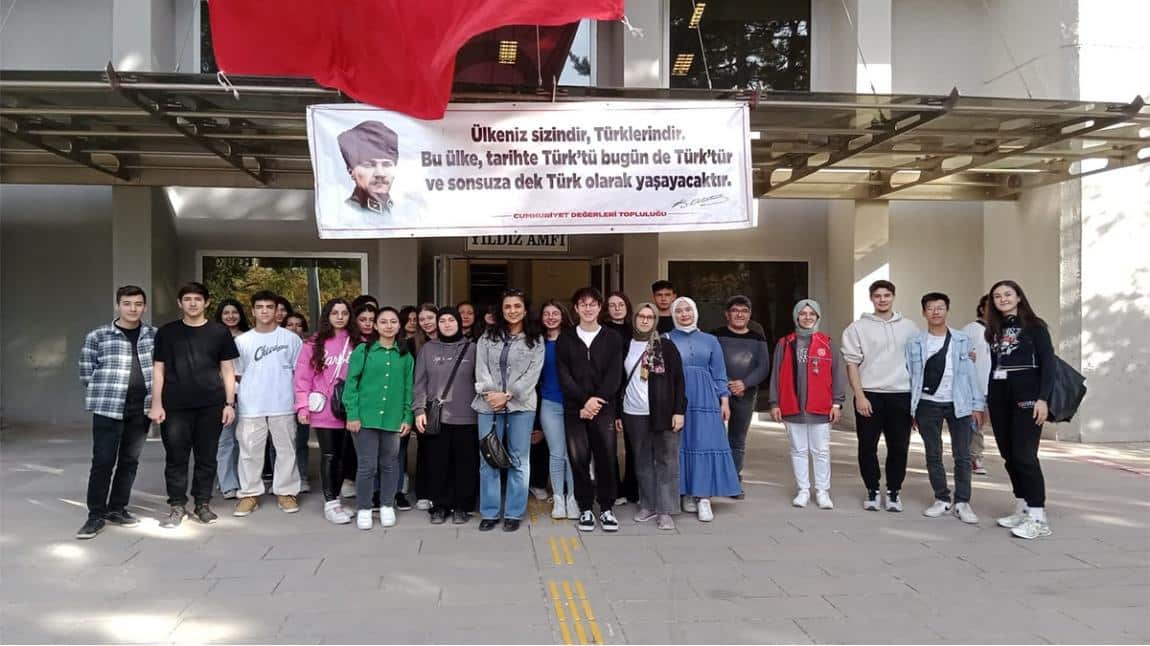 Ülkeniz sizindir, Türklerindir.
Bu ülke, tarihte Türk'tü bugün de Türk'tür
ve sonsuza dek Türk olarak yaşayacaktır.
CUMHURİYET DEĞERLERİ TOPLULUĞU
YILDIZ AMFİ